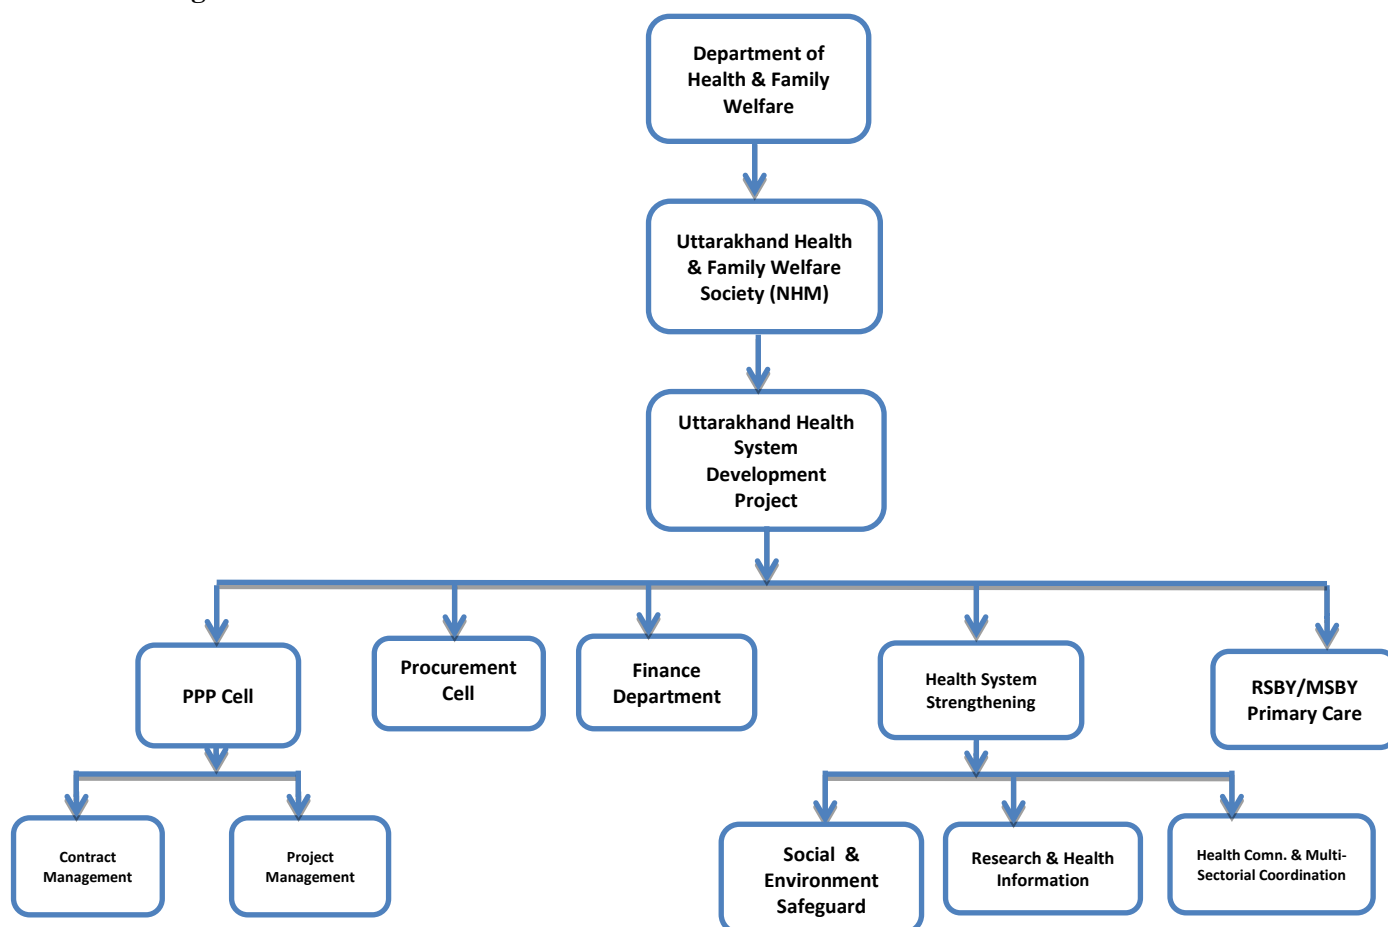 Department of
Health & Family
Welfare
Uttarakhand Health
& Family Welfare
Society (NHM)
Uttarakhand Health
System
Development
Project
PPP Cell
Procurement
Cell
Finance
Department
Health System
Strengthening
RSBY/MSBY
Primary Care
Contract
Management
Project
Management
Social &
Environment
Safeguard
Research & Health
Information
Health Comn. & Multi-
Sectorial Coordination